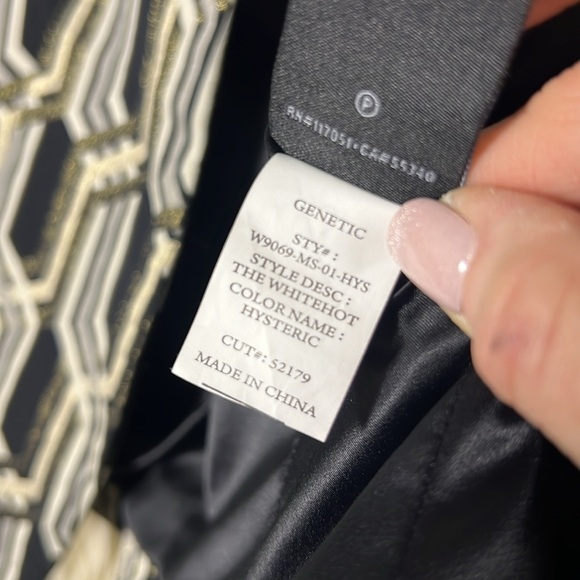 P
RN#117051·CA#55340
GENETIC
STY#:
W9069-MS-01-HYS
STYLE DESC:
THE WHITEHOT
COLOR NAME:
HYSTERIC
CUT#: 52179
MADE IN CHINA